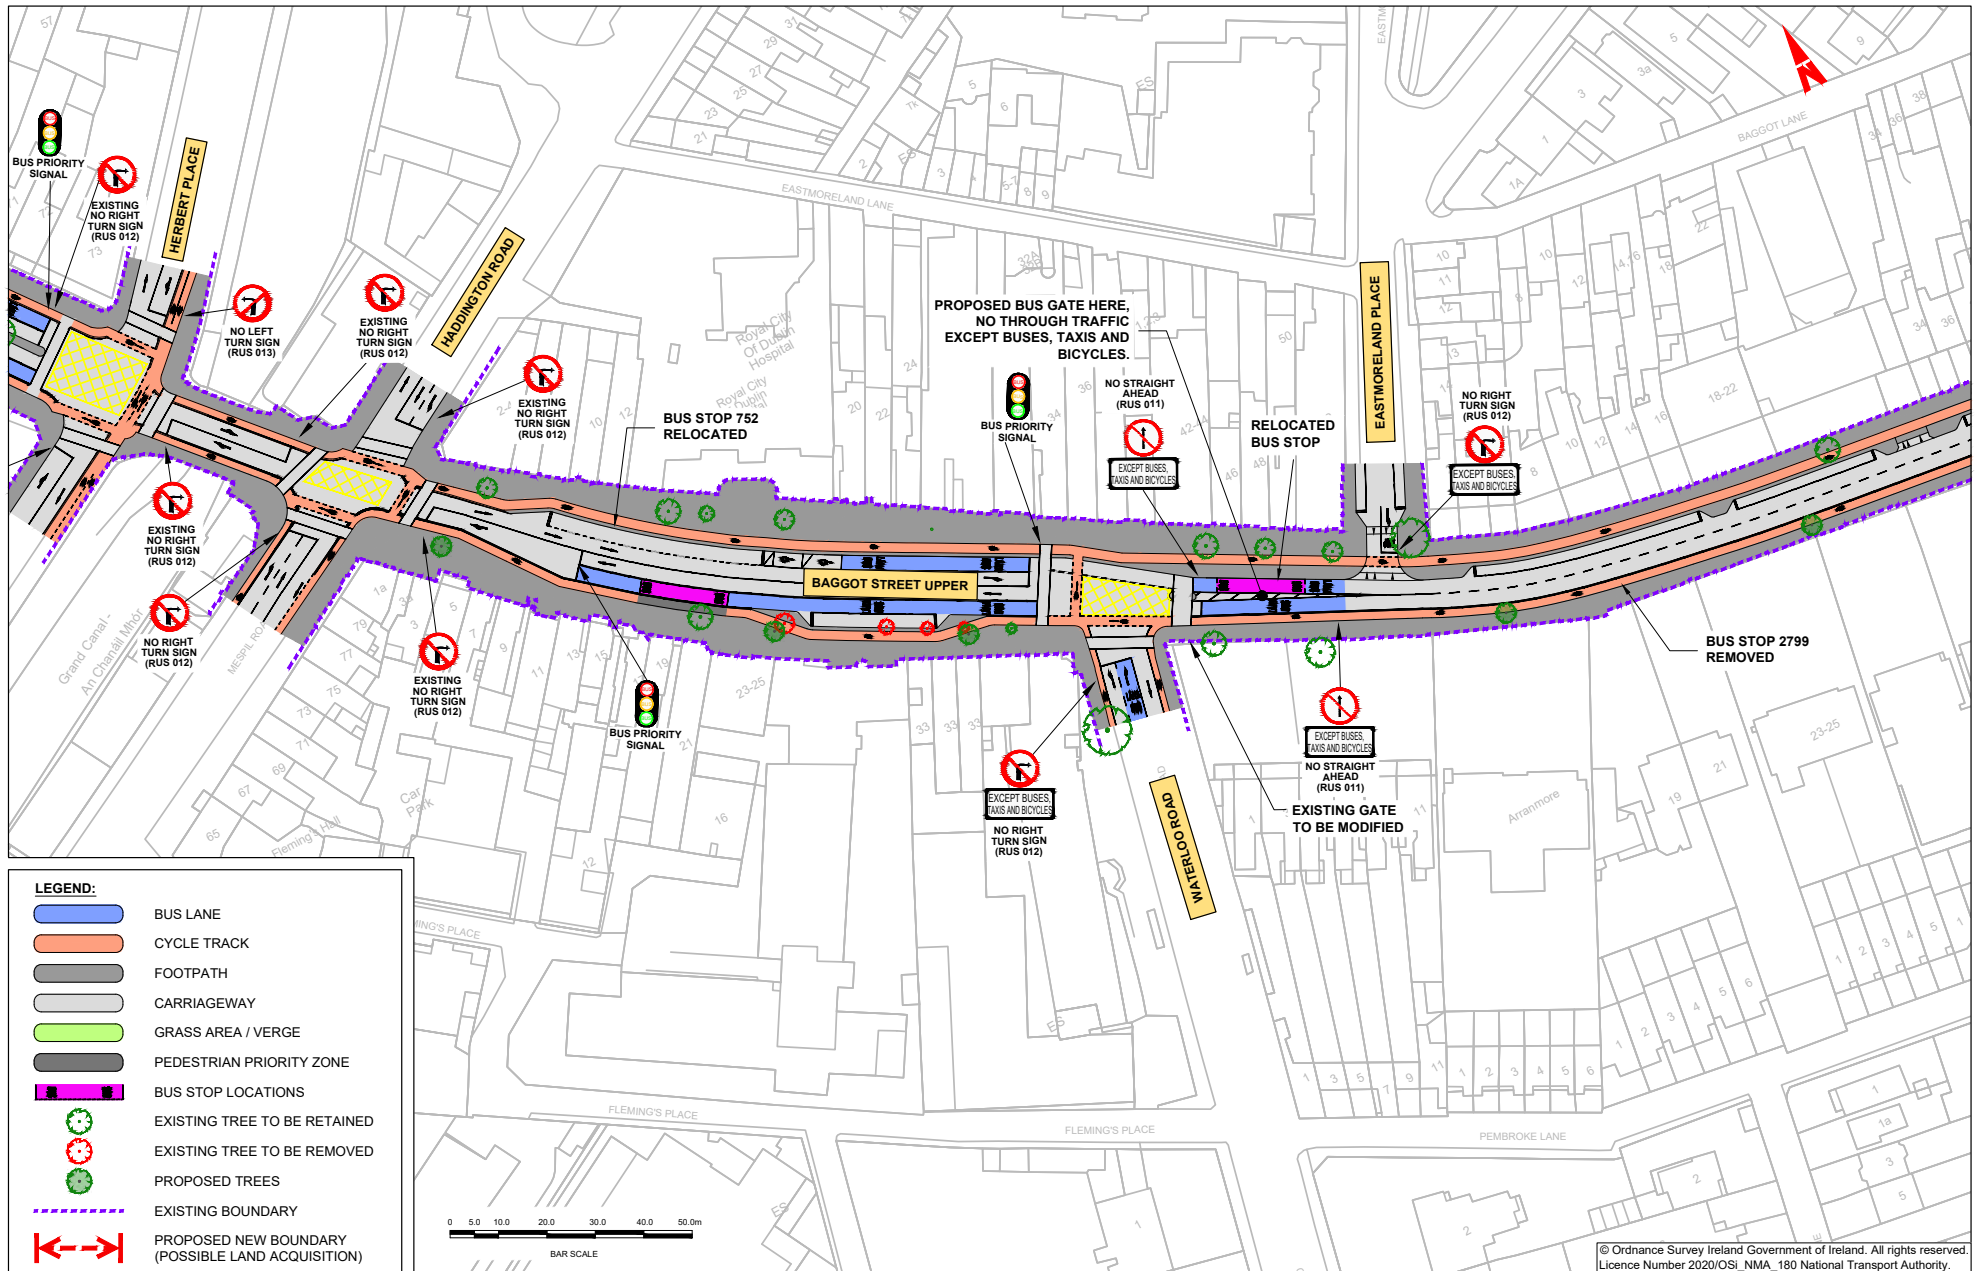 BUS PRIORITY
SIGNAL
EXISTING
NO RIGHT
TURN SIGN
(RUS 012)
HERBERT PLACE
NO LEFT
TURN SIGN
(RUS 013)
EXISTING
NO RIGHT
TURN SIGN
(RUS 012)
HADDINGTON ROAD
EXISTING
NO RIGHT
TURN SIGN
(RUS 012)
BUS STOP 752
RELOCATED
Royal City
Of Dublin
Hospital
Royal City
EASTMORELAND LANE
BAGGOT LANE
PROPOSED BUS GATE HERE,
NO THROUGH TRAFFIC
EXCEPT BUSES, TAXIS AND
BICYCLES.
BUS PRIORITY
SIGNAL
NO STRAIGHT
AHEAD
(RUS 011)
EXCEPT BUSES,
TAXIS AND BICYCLES
RELOCATED
BUS STOP
EASTMORELAND PLACE
NO RIGHT
TURN SIGN
(RUS 012)
EXCEPT BUSES,
TAXIS AND BICYCLES
N
EXISTING
NO RIGHT
TURN SIGN
(RUS 012)
NO RIGHT
TURN SIGN
(RUS 012)
Grand Canal -
An Chanáil Mhór
MESPIL RO
EXISTING
NO RIGHT
TURN SIGN
(RUS 012)
BUS PRIORITY
SIGNAL
BAGGOT STREET UPPER
EXCEPT BUSES,
TAXIS AND BICYCLES
NO RIGHT
TURN SIGN
(RUS 012)
WATERLOO ROAD
EXCEPT BUSES,
TAXIS AND BICYCLES
NO STRAIGHT
AHEAD
(RUS 011)
EXISTING GATE
TO BE MODIFIED
BUS STOP 2799
REMOVED
Arranmore
Car
Park
Fleming's Hall
MING'S PLACE
FLEMING'S PLACE
FLEMING'S PLACE
PEMBROKE LANE
LEGEND:
BUS LANE
CYCLE TRACK
FOOTPATH
CARRIAGEWAY
GRASS AREA / VERGE
PEDESTRIAN PRIORITY ZONE
BUS STOP LOCATIONS
EXISTING TREE TO BE RETAINED
EXISTING TREE TO BE REMOVED
PROPOSED TREES
EXISTING BOUNDARY
PROPOSED NEW BOUNDARY
(POSSIBLE LAND ACQUISITION)
0 5.0 10.0 20.0 30.0 40.0 50.0m
BAR SCALE
© Ordnance Survey Ireland Government of Ireland. All rights reserved.
Licence Number 2020/OSi_NMA_180 National Transport Authority.